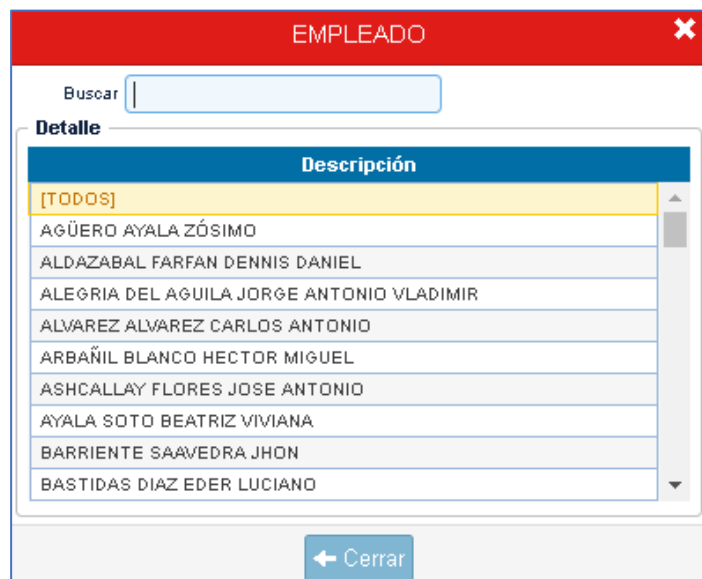 EMPLEADO
Buscar
Detalle
Descripción
[TODOS]
AGÜERO AYALA ZÓSIMO
ALDAZABAL FARFAN DENNIS DANIEL
ALEGRIA DEL AGUILA JORGE ANTONIO VLADIMIR
ALVAREZ ALVAREZ CARLOS ANTONIO
ARBAÑIL BLANCO HECTOR MIGUEL
ASHCALLAY FLORES JOSE ANTONIO
AYALA SOTO BEATRIZ VIVIANA
BARRIENTE SAAVEDRA JHON
BASTIDAS DIAZ EDER LUCIANO
Cerrar